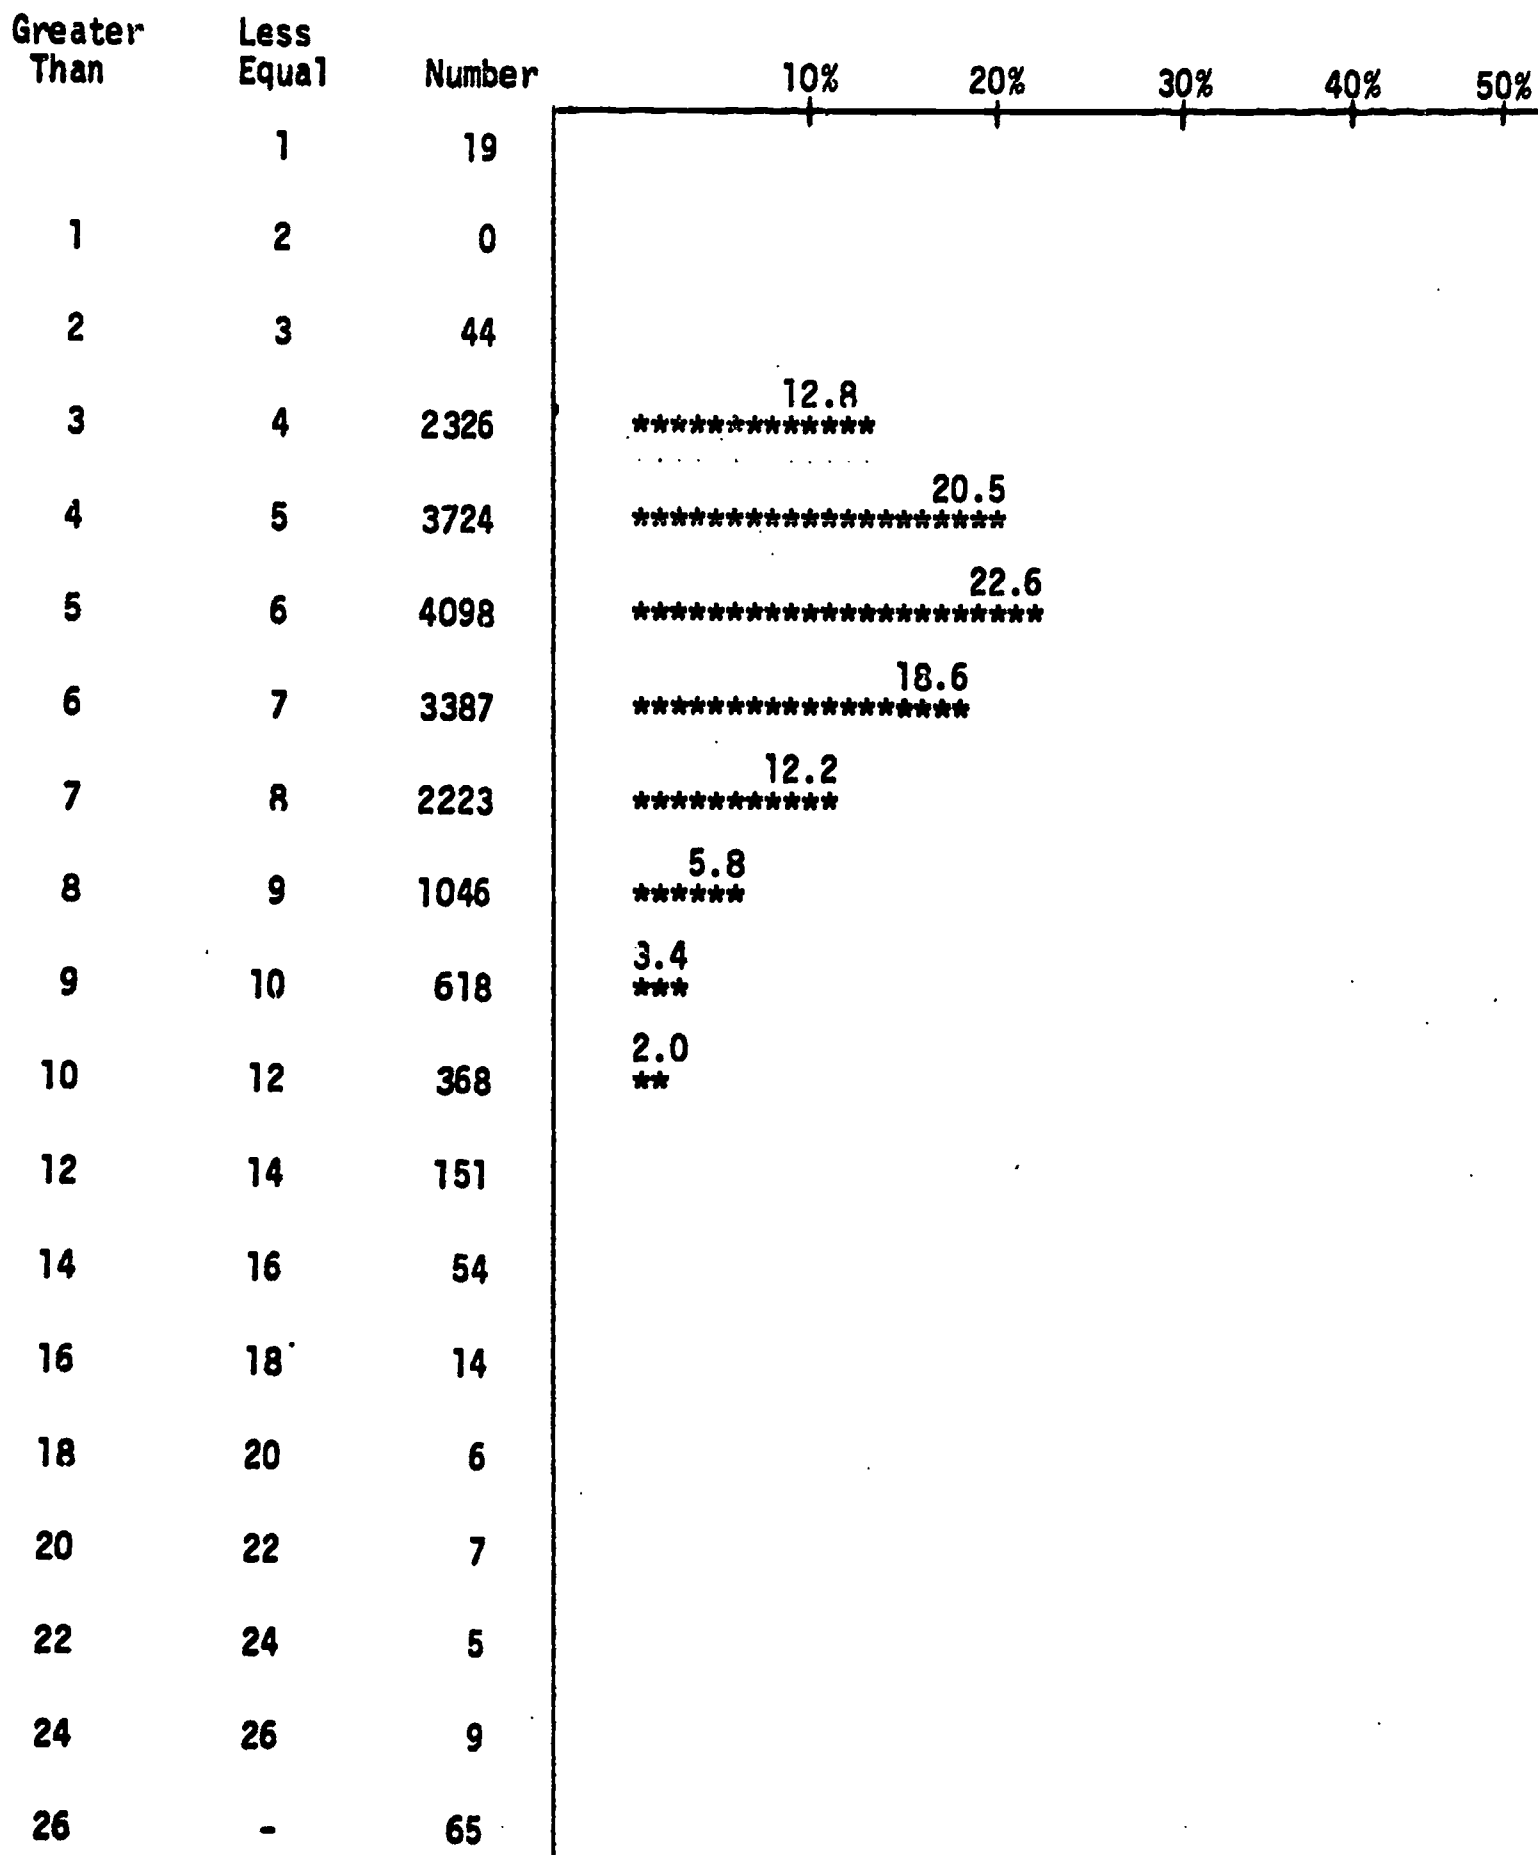 Greater Less
Than Equal Number 10% 20% 30% 40% 50%
1 19
1 2 0
2 3 44
12.8
3 4 2326 *************
20.5
4 5 3724 ********************
22.6
5 6 4098 **********************
18.6
6 7 3387 ******************
12.2
7 8 2223 ***********
5.8
8 9 1046 ******
3.4
9 10 618 ***
2.0
10 12 368 **
12 14 151
14 16 54
16 18 14
18 20 6
20 22 7
22 24 5
24 26 9
26 - 65